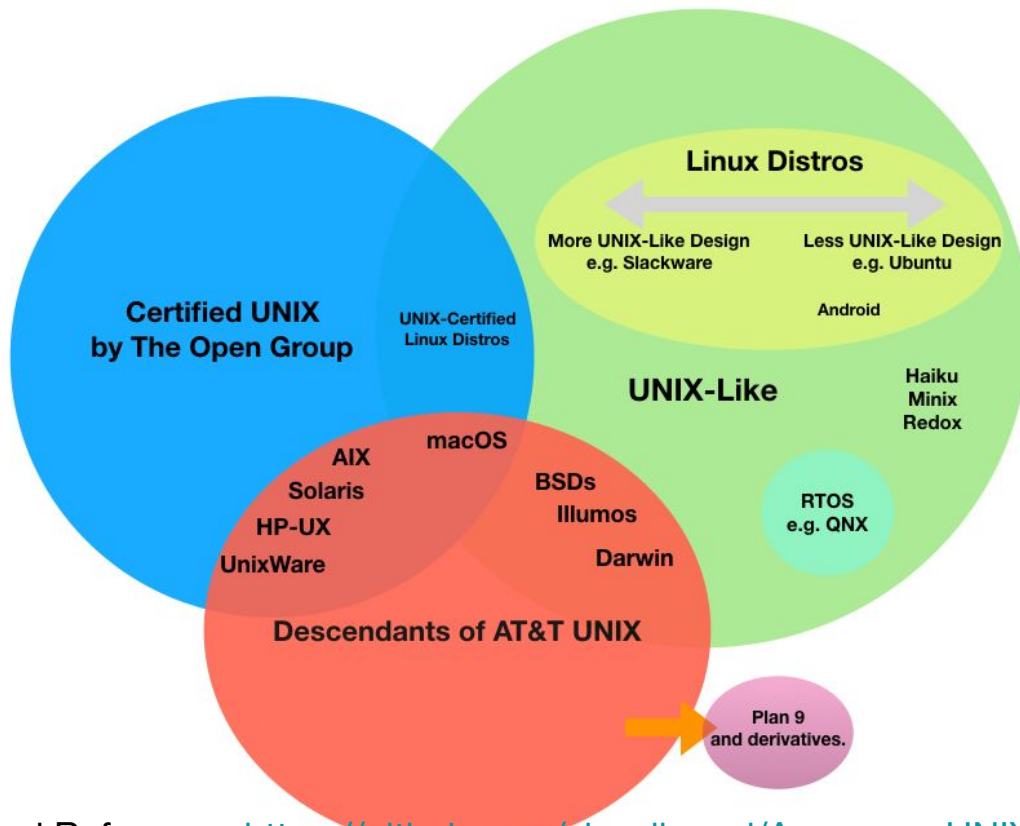 Linux Distros
More UNIX-Like Design
e.g. Slackware
Less UNIX-Like Design
e.g. Ubuntu
Android
Certified UNIX
by The Open Group
UNIX-Certified
Linux Distros
UNIX-Like
Haiku
Minix
Redox
macOS
AIX
Solaris
HP-UX
UnixWare
BSDs
Illumos
Darwin
RTOS
e.g. QNX
Descendants of AT&T UNIX
Plan 9
and derivatives.